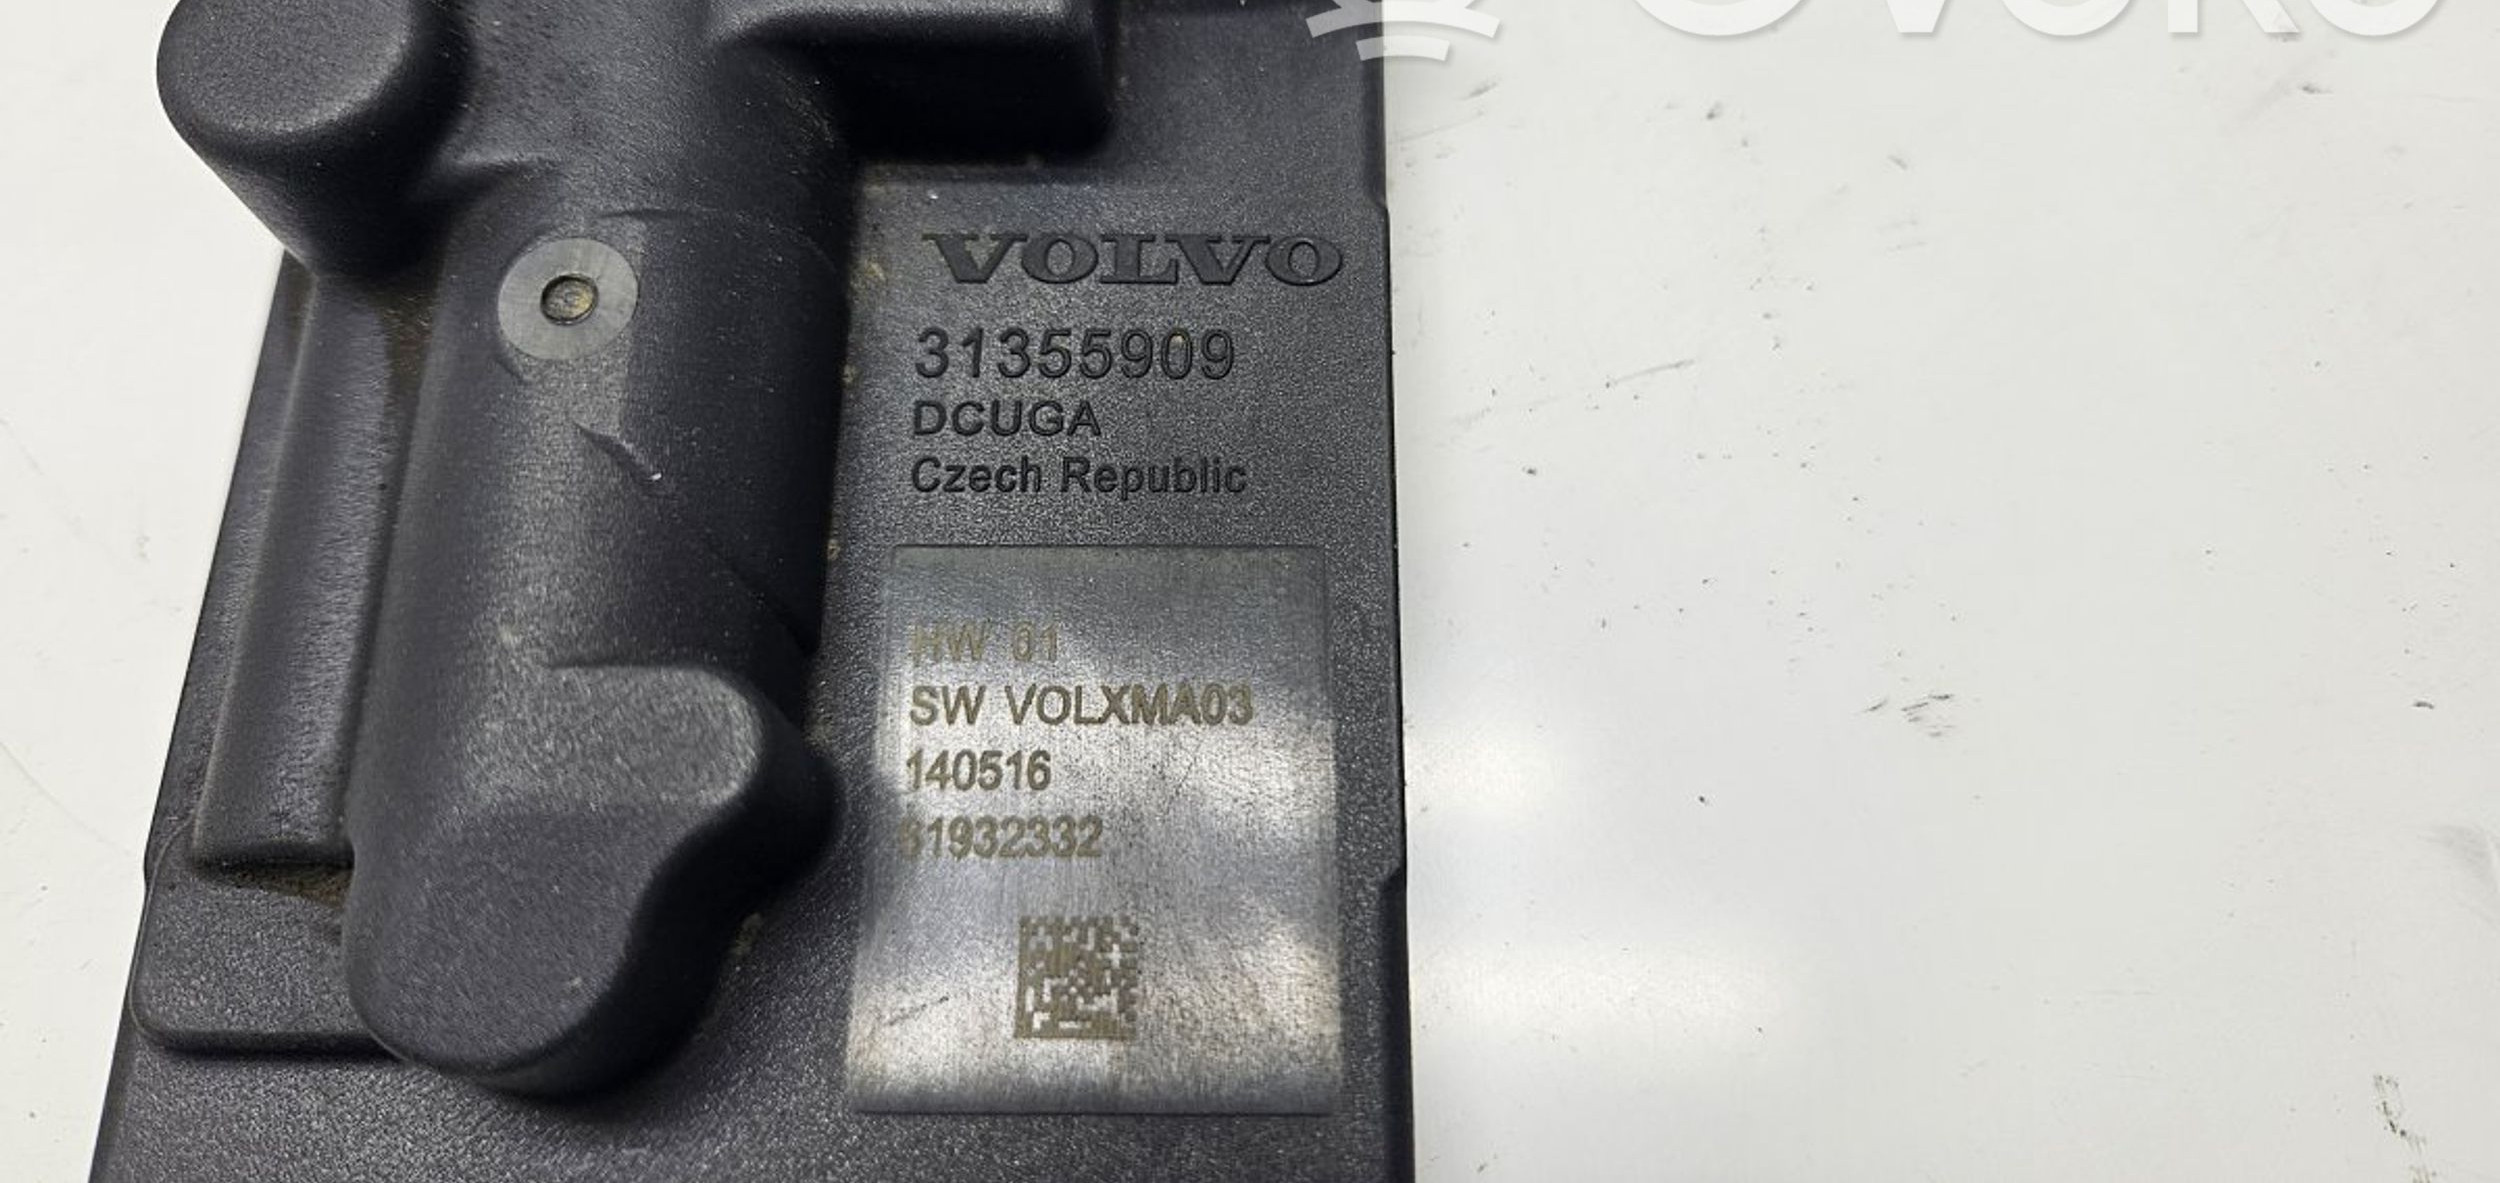 VOLVO
31355909
DCUGA
Czech Republic
HW 01
SW VOLXMA03
140516
61932332